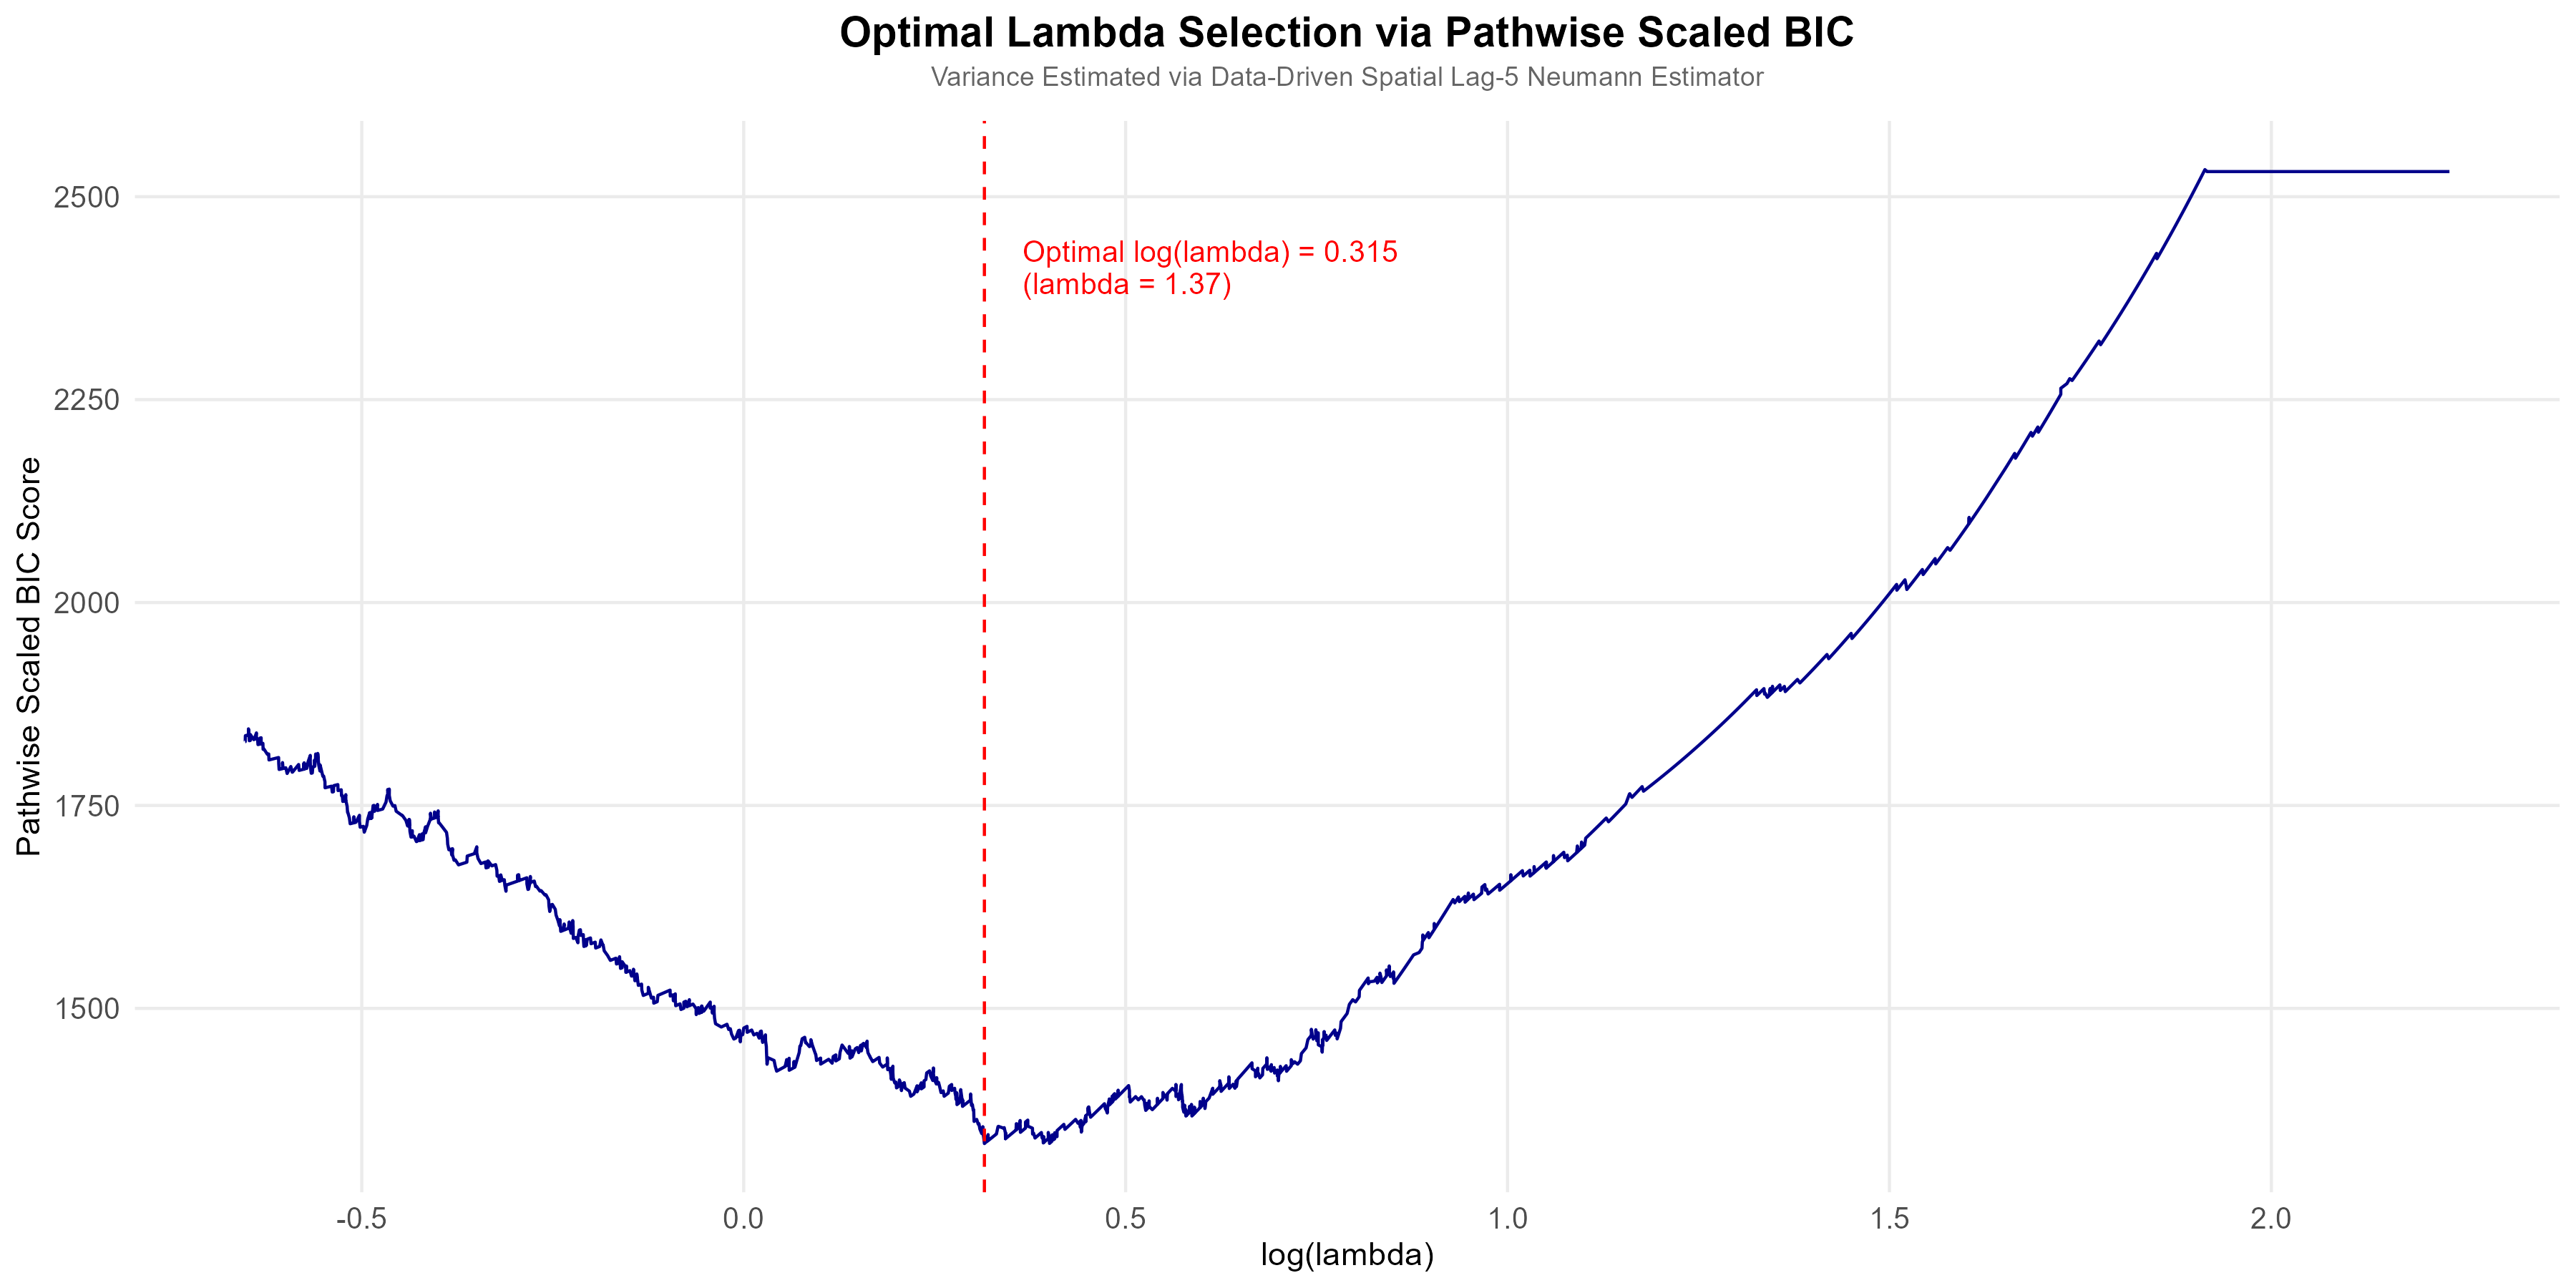 Optimal Lambda Selection via Pathwise Scaled BIC
Variance Estimated via Data-Driven Spatial Lag-5 Neumann Estimator
Optimal log(lambda) = 0.315
(lambda = 1.37)
Pathwise Scaled BIC Score
2500
2250
2000
1750
1500
-0.5
0.0
0.5
1.0
1.5
2.0
log(lambda)